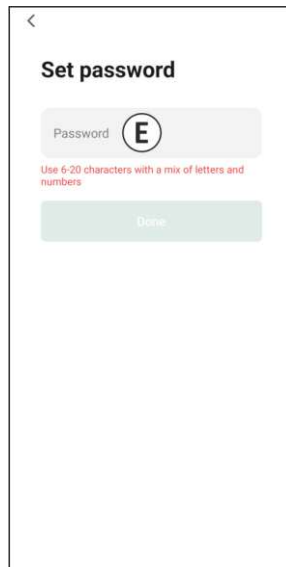 Set password
Password E
Use 6-20 characters with a mix of letters and
numbers
Done